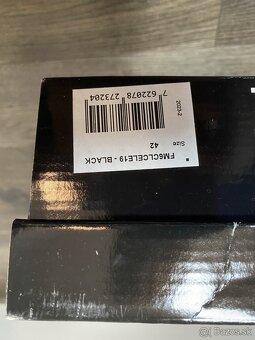 FM6CLCELE19 - BLACK
Size 42
2023-2
7 622078 273204
Bazos.sk